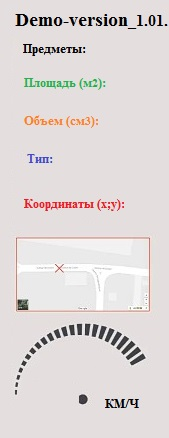 Demo-version_1.01.
Предметы:
Площадь (м2):
Объем (см3):
Тип:
Координаты (x;y):
КМ/Ч